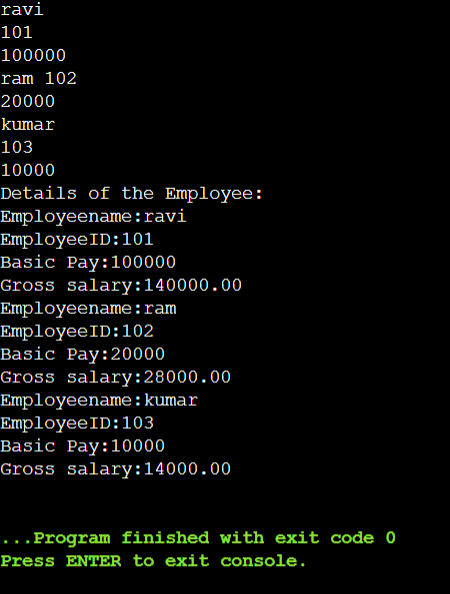 ravi
101
100000
ram 102
20000
kumar
103
10000
Details of the Employee:
Employeename:ravi
EmployeeID:101
Basic Pay:100000
Gross salary:140000.00
Employeename:ram
EmployeeID:102
Basic Pay:20000
Gross salary:28000.00
Employeename:kumar
EmployeeID:103
Basic Pay:10000
Gross salary:14000.00
...Program finished with exit code 0
Press ENTER to exit console.